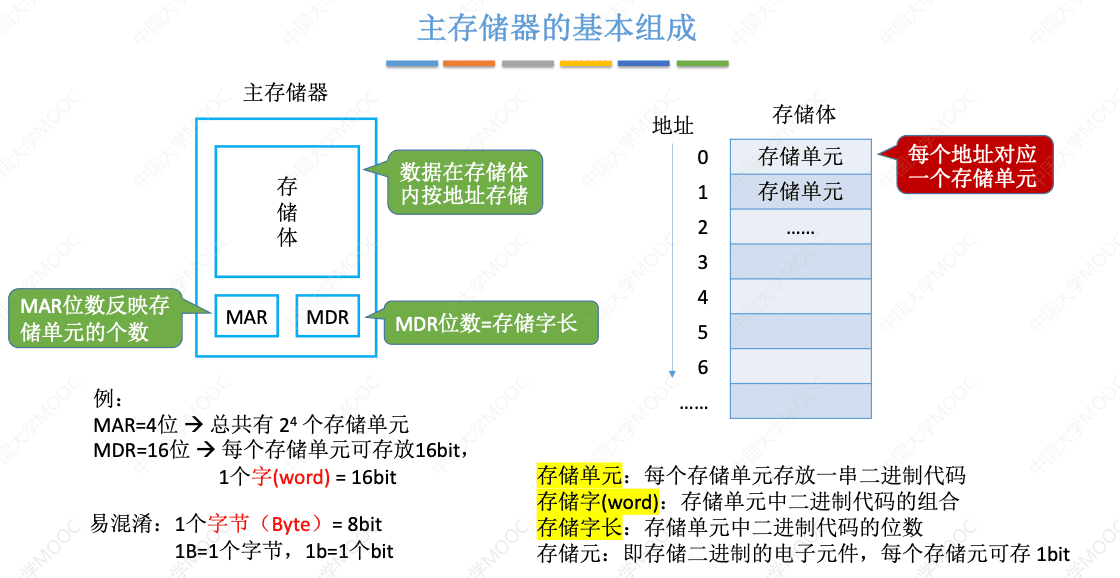 主存储器的基本组成
主存储器
存
储
体
MAR
MDR
数据在存储体
内按地址存储
MAR位数反映存
储单元的个数
MDR位数=存储字长
地址
存储体
0
存储单元
1
存储单元
2
……
3
4
5
6
……
每个地址对应
一个存储单元
例：
MAR=4位 → 总共有 2⁴ 个存储单元
MDR=16位 → 每个存储单元可存放16bit，
1个字(word) = 16bit
易混淆：1个字节（Byte）= 8bit
1B=1个字节，1b=1个bit
存储单元：每个存储单元存放一串二进制代码
存储字(word)：存储单元中二进制代码的组合
存储字长：存储单元中二进制代码的位数
存储元：即存储二进制的电子元件，每个存储元可存 1bit
中国大学MOOC